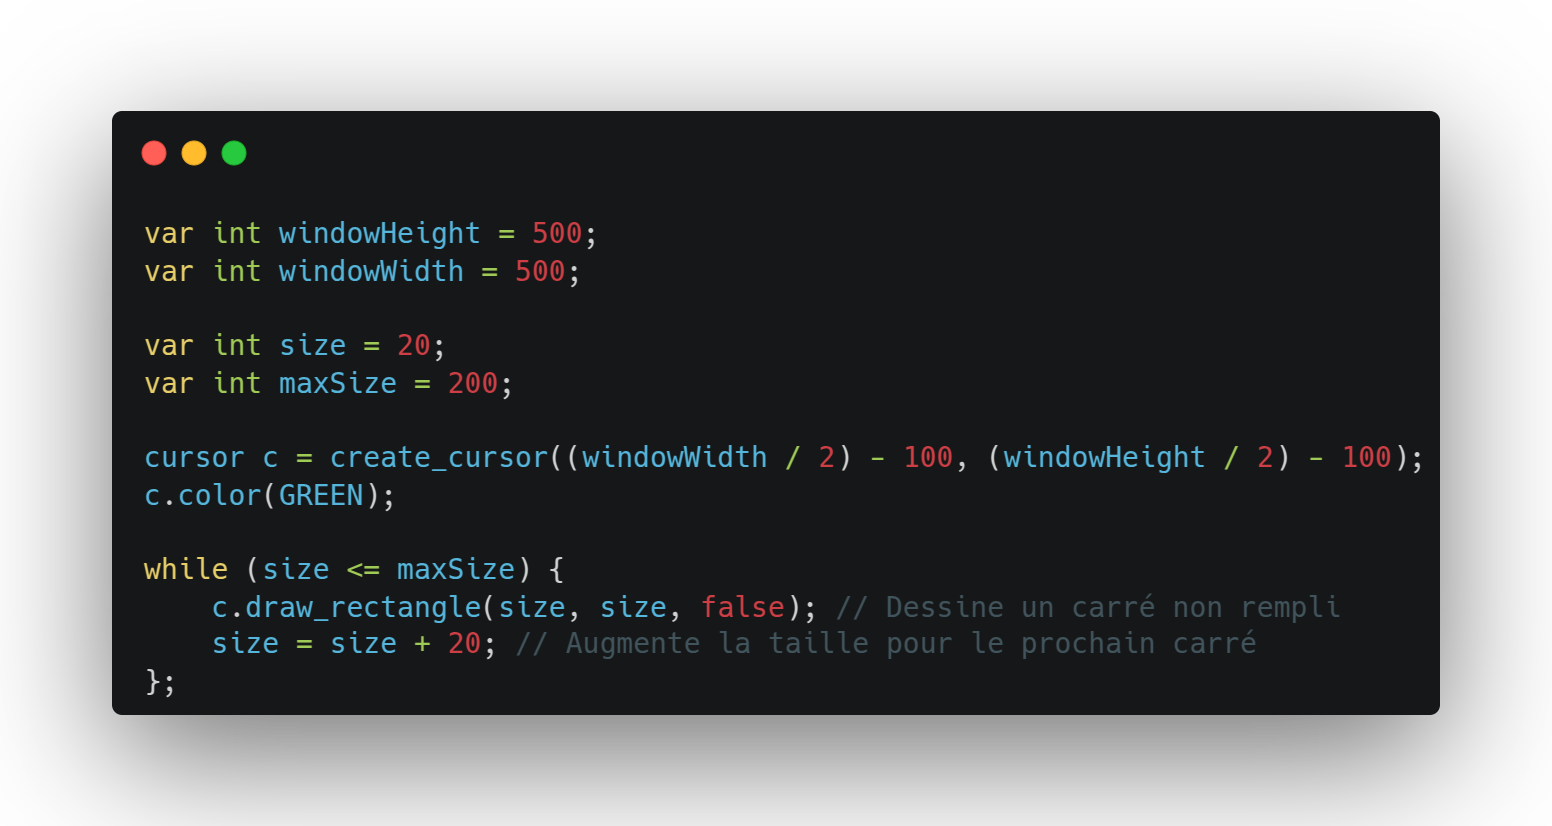 var int windowHeight = 500;
var int windowWidth = 500;
var int size = 20;
var int maxSize = 200;
cursor c = create_cursor((windowWidth / 2) - 100, (windowHeight / 2) - 100);
c.color(GREEN);
while (size <= maxSize) {
    c.draw_rectangle(size, size, false); // Dessine un carré non rempli
    size = size + 20; // Augmente la taille pour le prochain carré
};